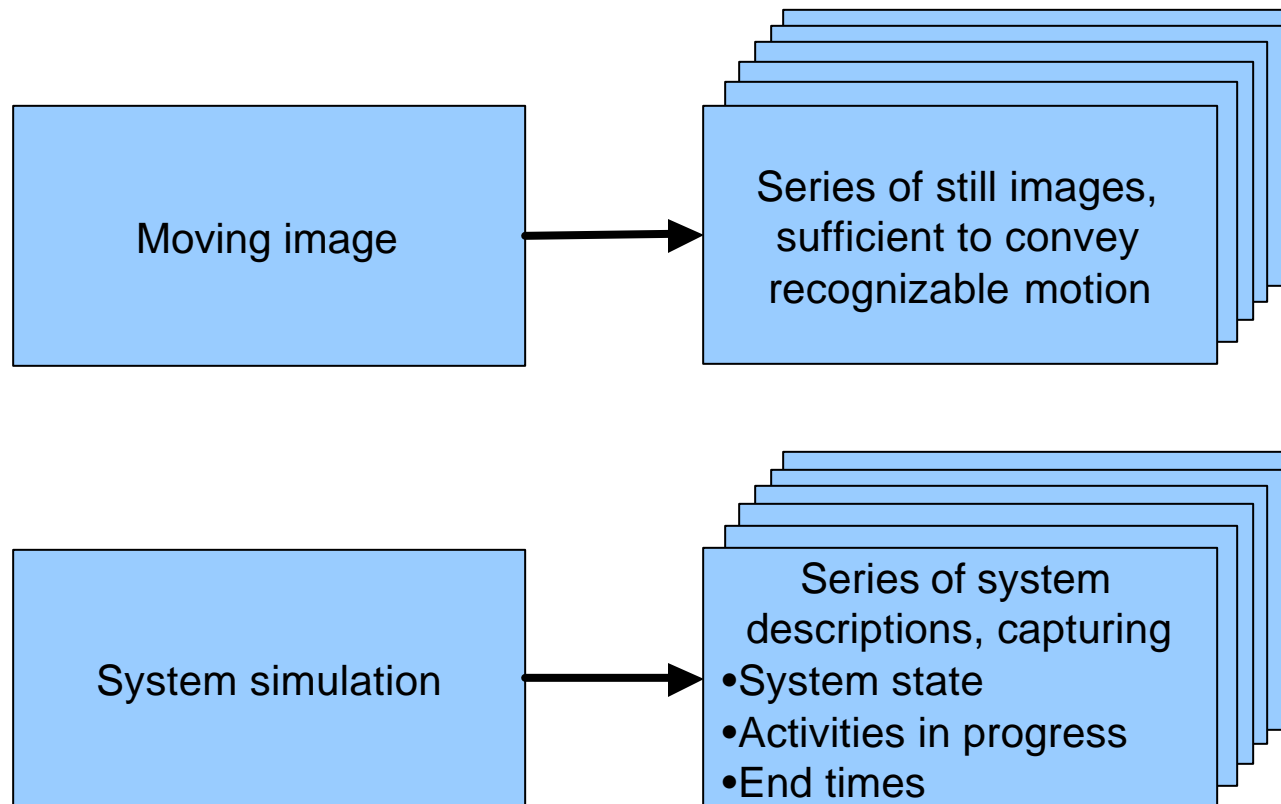 Moving image
Series of still images,
sufficient to convey
recognizable motion
System simulation
Series of system
descriptions, capturing
•System state
•Activities in progress
•End times